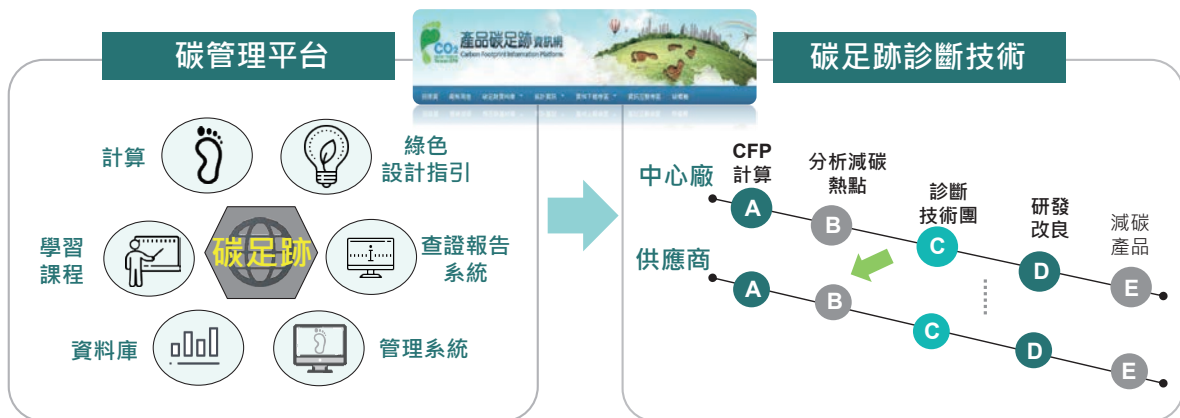 碳管理平台
CO₂
產品碳足跡資訊網
Carbon Footprint Information Platform
碳足跡診斷技術
計算
綠色
設計指引
學習
課程
碳足跡
查證報告
系統
資料庫
管理系統
中心廠
CFP
計算
分析減碳
熱點
診斷
技術團
研發
改良
減碳
產品
A
B
C
D
E
供應商
A
B
C
D
E